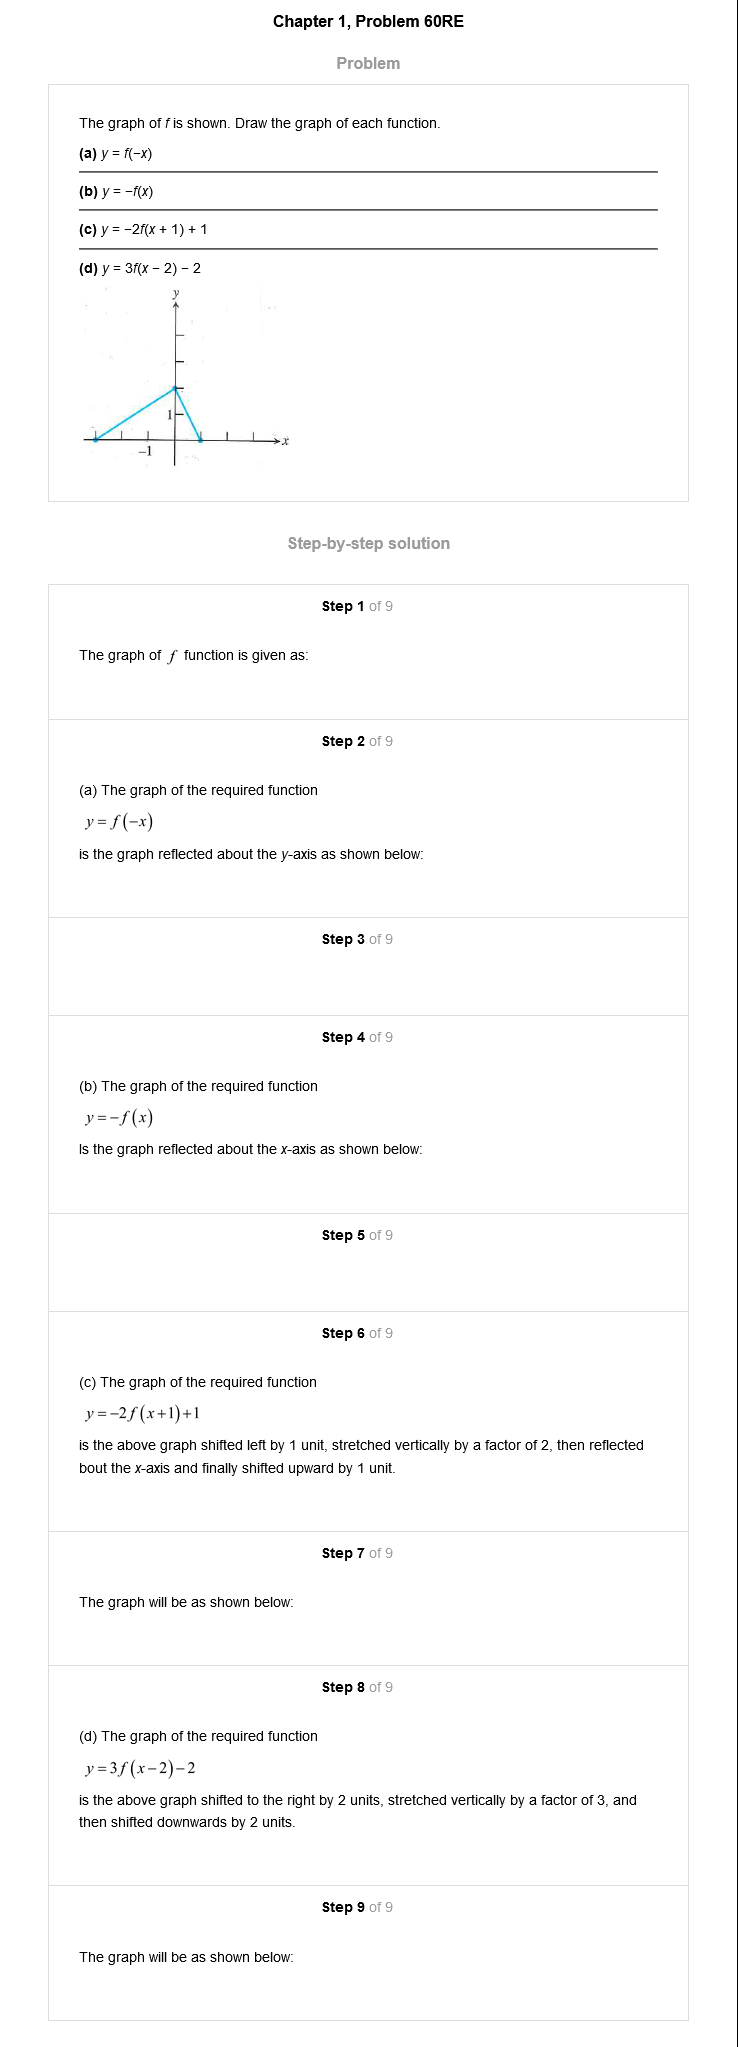 Chapter 1, Problem 60RE
Problem
The graph of f is shown. Draw the graph of each function.
(a) y = f(−x)
(b) y = −f(x)
(c) y = −2f(x + 1) + 1
(d) y = 3f(x − 2) − 2
y
1
−1
x
Step-by-step solution
Step 1 of 9
The graph of f function is given as:
Step 2 of 9
(a) The graph of the required function
y = f(−x)
is the graph reflected about the y-axis as shown below:
Step 3 of 9
Step 4 of 9
(b) The graph of the required function
y = −f(x)
Is the graph reflected about the x-axis as shown below:
Step 5 of 9
Step 6 of 9
(c) The graph of the required function
y = −2f(x+1)+1
is the above graph shifted left by 1 unit, stretched vertically by a factor of 2, then reflected
bout the x-axis and finally shifted upward by 1 unit.
Step 7 of 9
The graph will be as shown below:
Step 8 of 9
(d) The graph of the required function
y = 3f(x−2)−2
is the above graph shifted to the right by 2 units, stretched vertically by a factor of 3, and
then shifted downwards by 2 units.
Step 9 of 9
The graph will be as shown below: